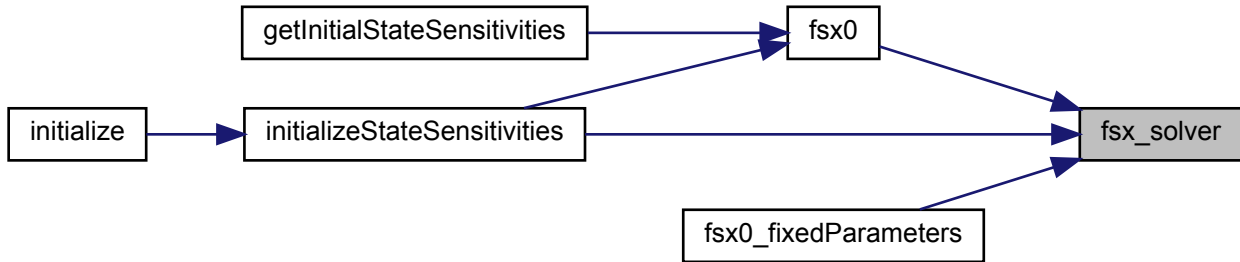 getInitialStateSensitivities
fsx0
initialize
initializeStateSensitivities
fsx_solver
fsx0_fixedParameters